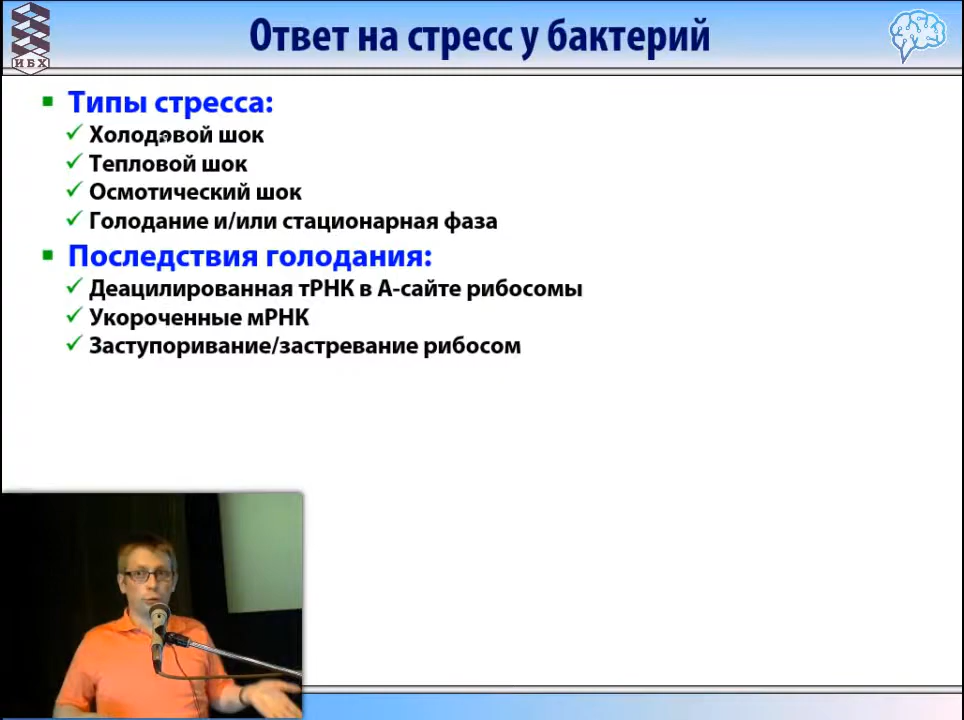 ИБХ
Ответ на стресс у бактерий
Типы стресса:
Холодовой шок
Тепловой шок
Осмотический шок
Голодание и/или стационарная фаза
Последствия голодания:
Деацилированная тРНК в А-сайте рибосомы
Укороченные мРНК
Заступоривание/застревание рибосом